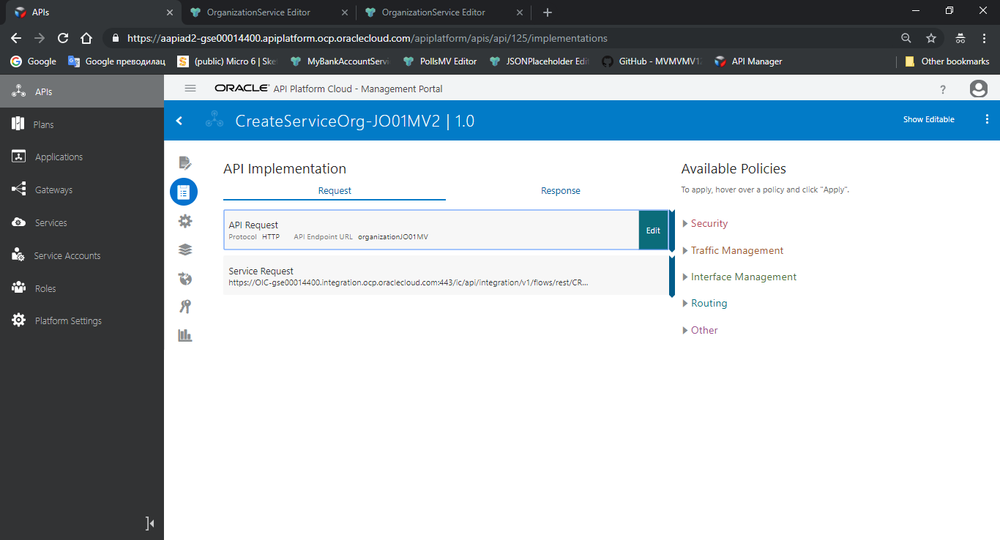 APIs
OrganizationService Editor
OrganizationService Editor
https://aapiad2-gse00014400.apiplatform.ocp.oraclecloud.com/apiplatform/apis/api/125/implementations
Google
Google преводилац
(public) Micro 6 | Ske
MyBankAccountServi
PollsMV Editor
JSONPlaceholder Edit
GitHub - MVMVMV12
API Manager
Other bookmarks
APIs
Plans
Applications
Gateways
Services
Service Accounts
Roles
Platform Settings
ORACLE API Platform Cloud - Management Portal
?
CreateServiceOrg-JO01MV2 | 1.0
Show Editable
API Implementation
Request
Response
API Request
Protocol HTTP API Endpoint URL organizationJO01MV
Edit
Service Request
https://OIC-gse00014400.integration.ocp.oraclecloud.com:443/ic/api/integration/v1/flows/rest/CR...
Available Policies
To apply, hover over a policy and click "Apply".
Security
Traffic Management
Interface Management
Routing
Other